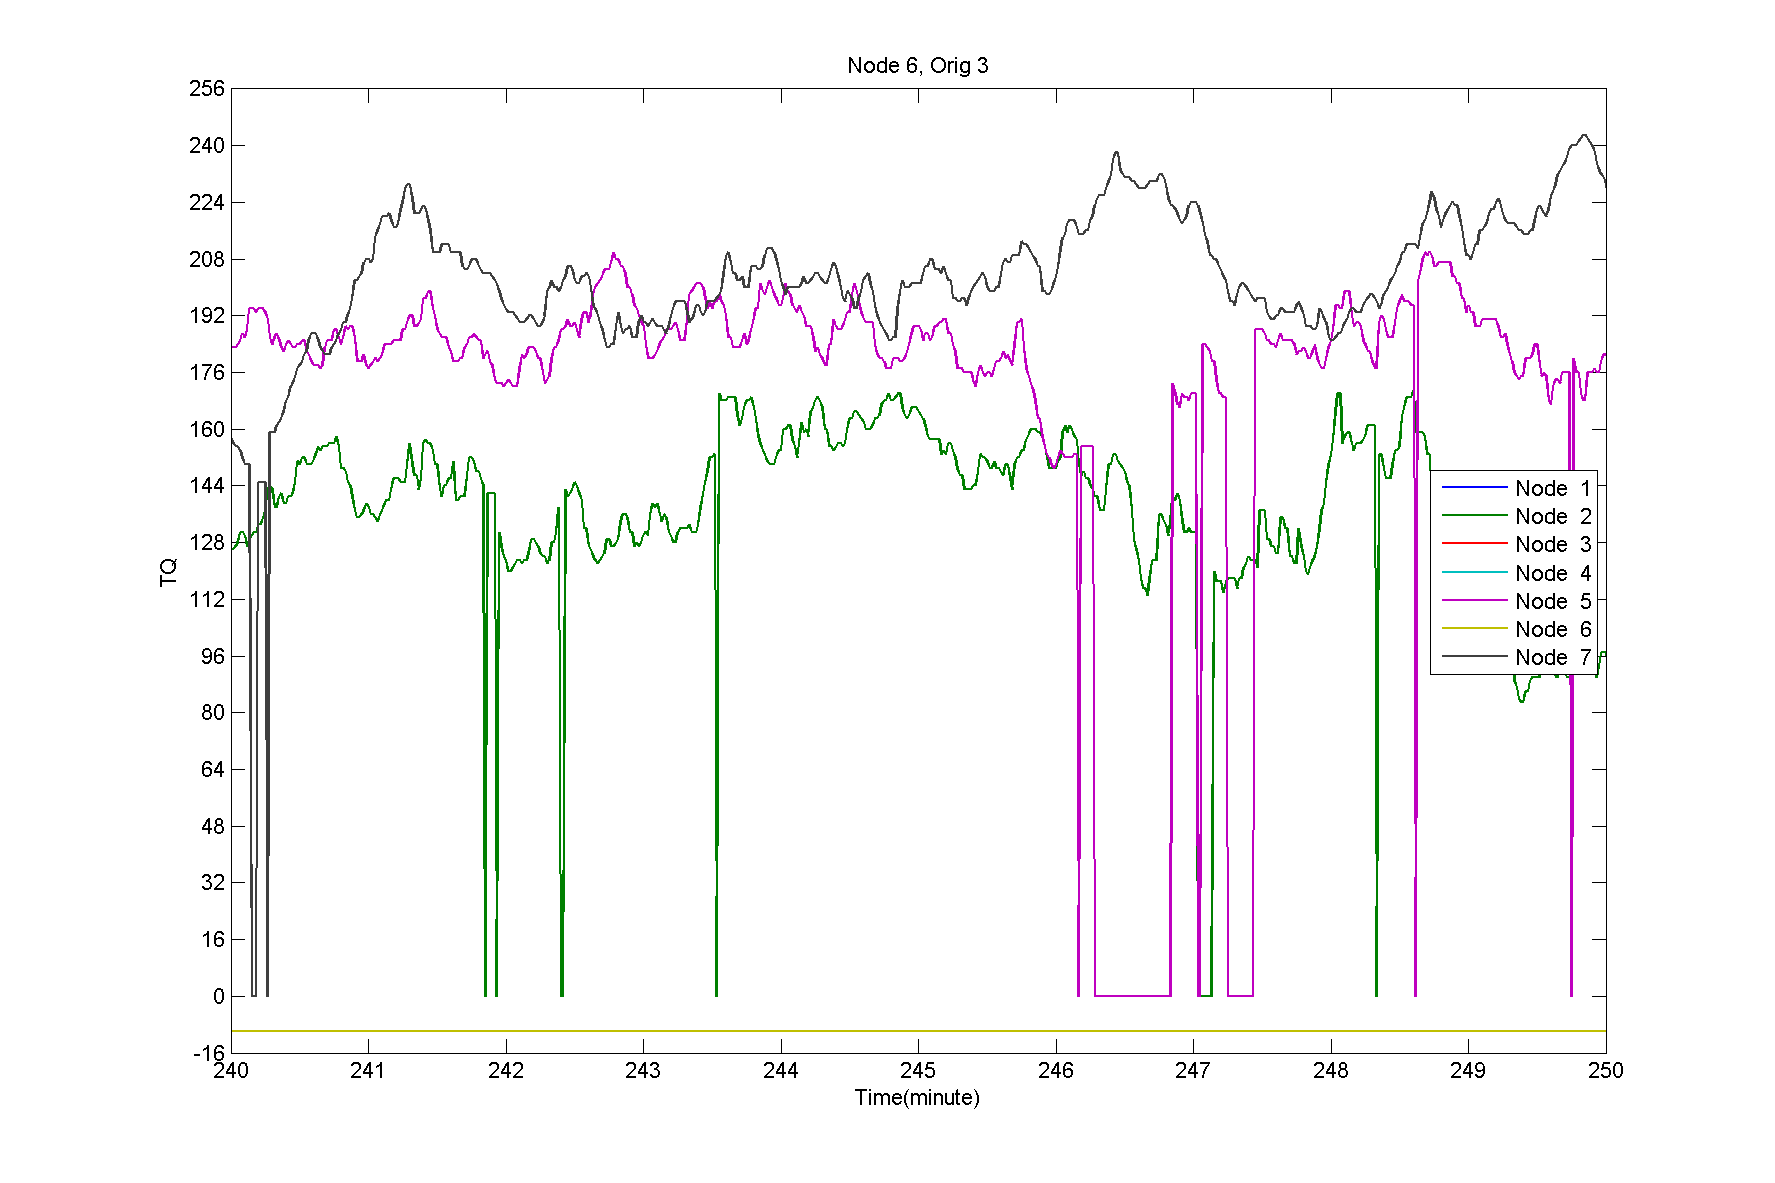 Node 6, Orig 3
256
240
224
208
192
176
160
144
128
112
96
80
64
48
32
16
0
-16
TQ
240 241 242 243 244 245 246 247 248 249 250
Time(minute)
Node 1
Node 2
Node 3
Node 4
Node 5
Node 6
Node 7